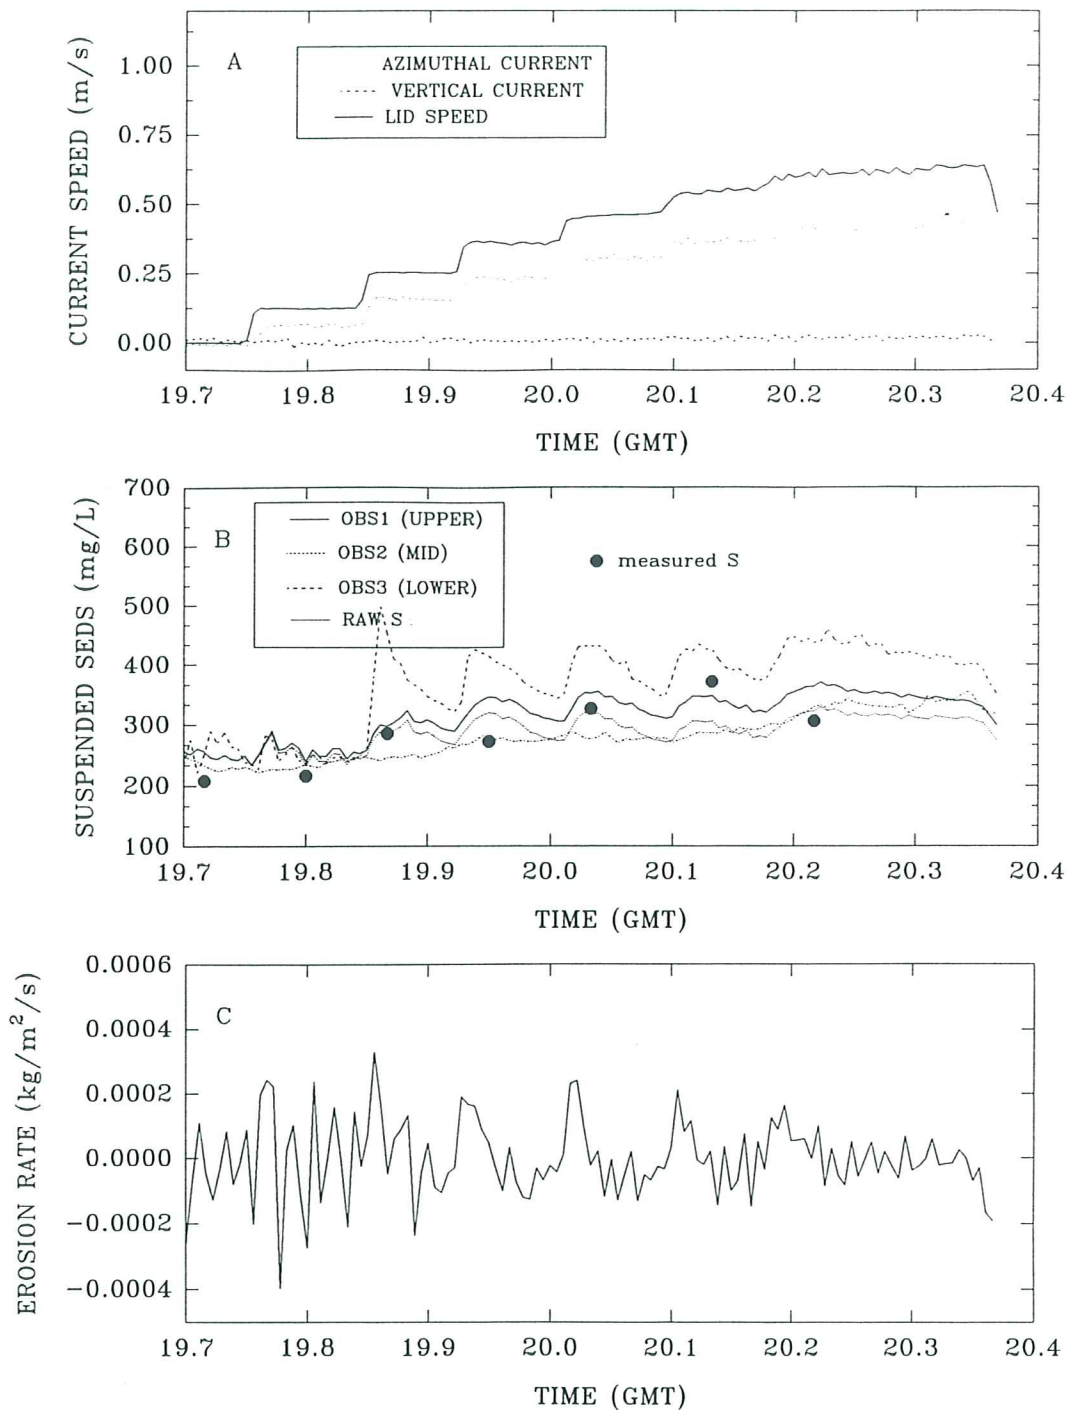 A
AZIMUTHAL CURRENT
VERTICAL CURRENT
LID SPEED
CURRENT SPEED (m/s)
1.00
0.75
0.50
0.25
0.00
19.7 19.8 19.9 20.0 20.1 20.2 20.3 20.4
TIME (GMT)
B
OBS1 (UPPER)
OBS2 (MID)
OBS3 (LOWER)
RAW S
measured S
SUSPENDED SEDS (mg/L)
700
600
500
400
300
200
100
19.7 19.8 19.9 20.0 20.1 20.2 20.3 20.4
TIME (GMT)
C
EROSION RATE (kg/m²/s)
0.0006
0.0004
0.0002
0.0000
−0.0002
−0.0004
19.7 19.8 19.9 20.0 20.1 20.2 20.3 20.4
TIME (GMT)